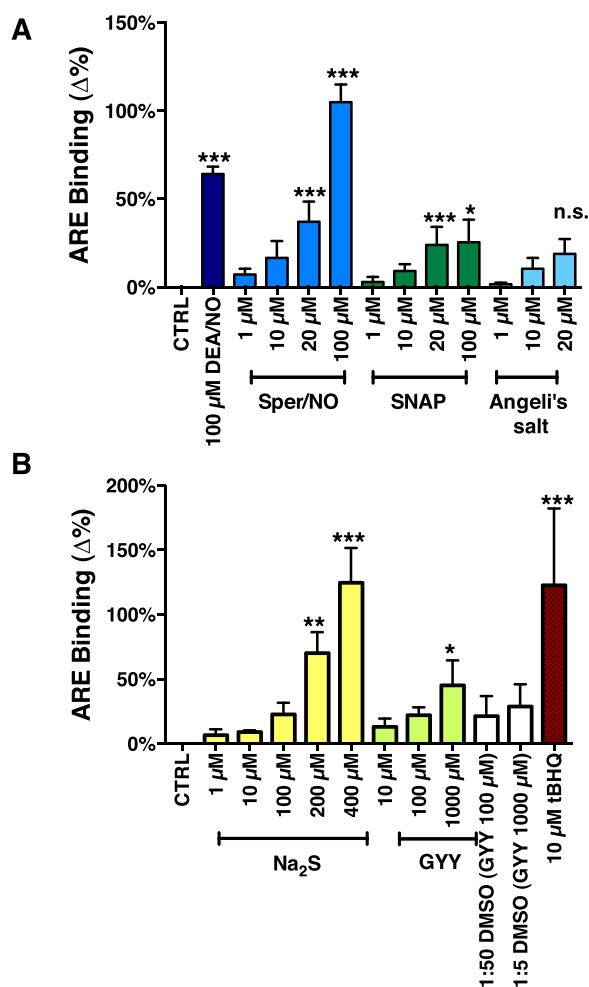 A
ARE Binding (Δ%)
150%
100%
50%
0%
***
***
***
***
*
n.s.
CTRL
100 µM DEA/NO
1 µM
10 µM
20 µM
100 µM
1 µM
10 µM
20 µM
100 µM
1 µM
10 µM
20 µM
Sper/NO
SNAP
Angeli's
salt
B
ARE Binding (Δ%)
200%
150%
100%
50%
0%
**
***
*
***
CTRL
1 µM
10 µM
100 µM
200 µM
400 µM
10 µM
100 µM
1000 µM
1:50 DMSO (GYY 100 µM)
1:5 DMSO (GYY 1000 µM)
10 µM tBHQ
Na₂S
GYY